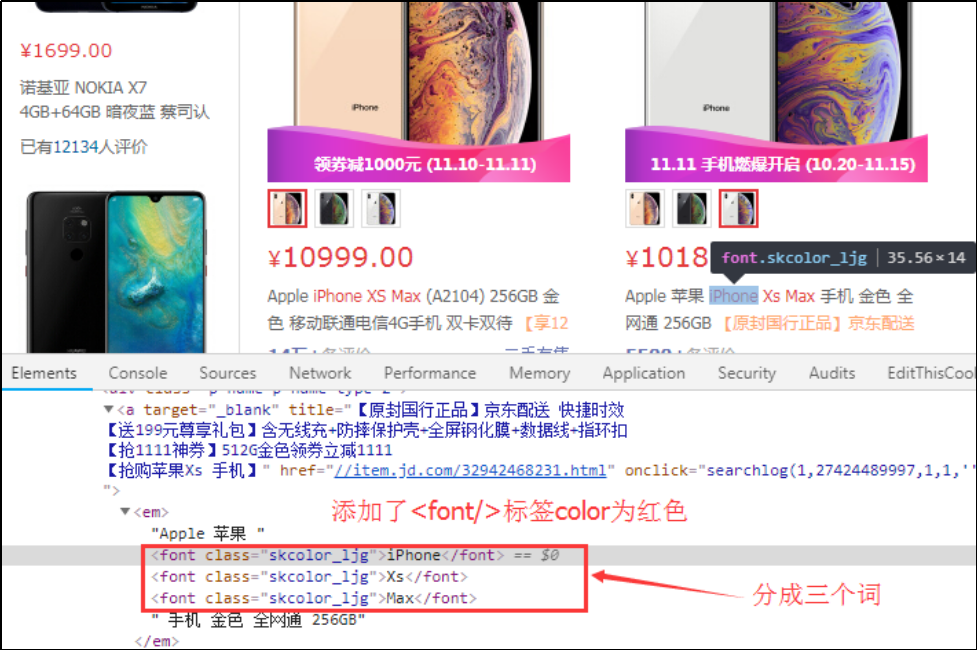 ¥1699.00
诺基亚 NOKIA X7
4GB+64GB 暗夜蓝 蔡司认
已有12134人评价
iPhone
领券减1000元 (11.10-11.11)
¥10999.00
Apple iPhone XS Max (A2104) 256GB 金
色 移动联通电信4G手机 双卡双待 【享12
iPhone
11.11 手机燃爆开启 (10.20-11.15)
¥1018
font.skcolor_ljg 35.56×14
Apple 苹果 iPhone Xs Max 手机 金色 全
网通 256GB 【原封国行正品】京东配送
Elements Console Sources Network Performance Memory Application Security Audits EditThisCool
▼<a target="_blank" title="【原封国行正品】京东配送 快捷时效
【送199元尊享礼包】含无线充+防摔保护壳+全屏钢化膜+数据线+指环扣
【抢1111神券】512G金色领券立减1111
【抢购苹果Xs 手机】" href="//item.jd.com/32942468231.html" onclick="searchlog(1,27424489997,1,1,''
">
▼<em>
添加了<font/>标签color为红色
"Apple 苹果 "
<font class="skcolor_ljg">iPhone</font> == $0
<font class="skcolor_ljg">Xs</font>
<font class="skcolor_ljg">Max</font>
分成三个词
" 手机 金色 全网通 256GB"
</em>